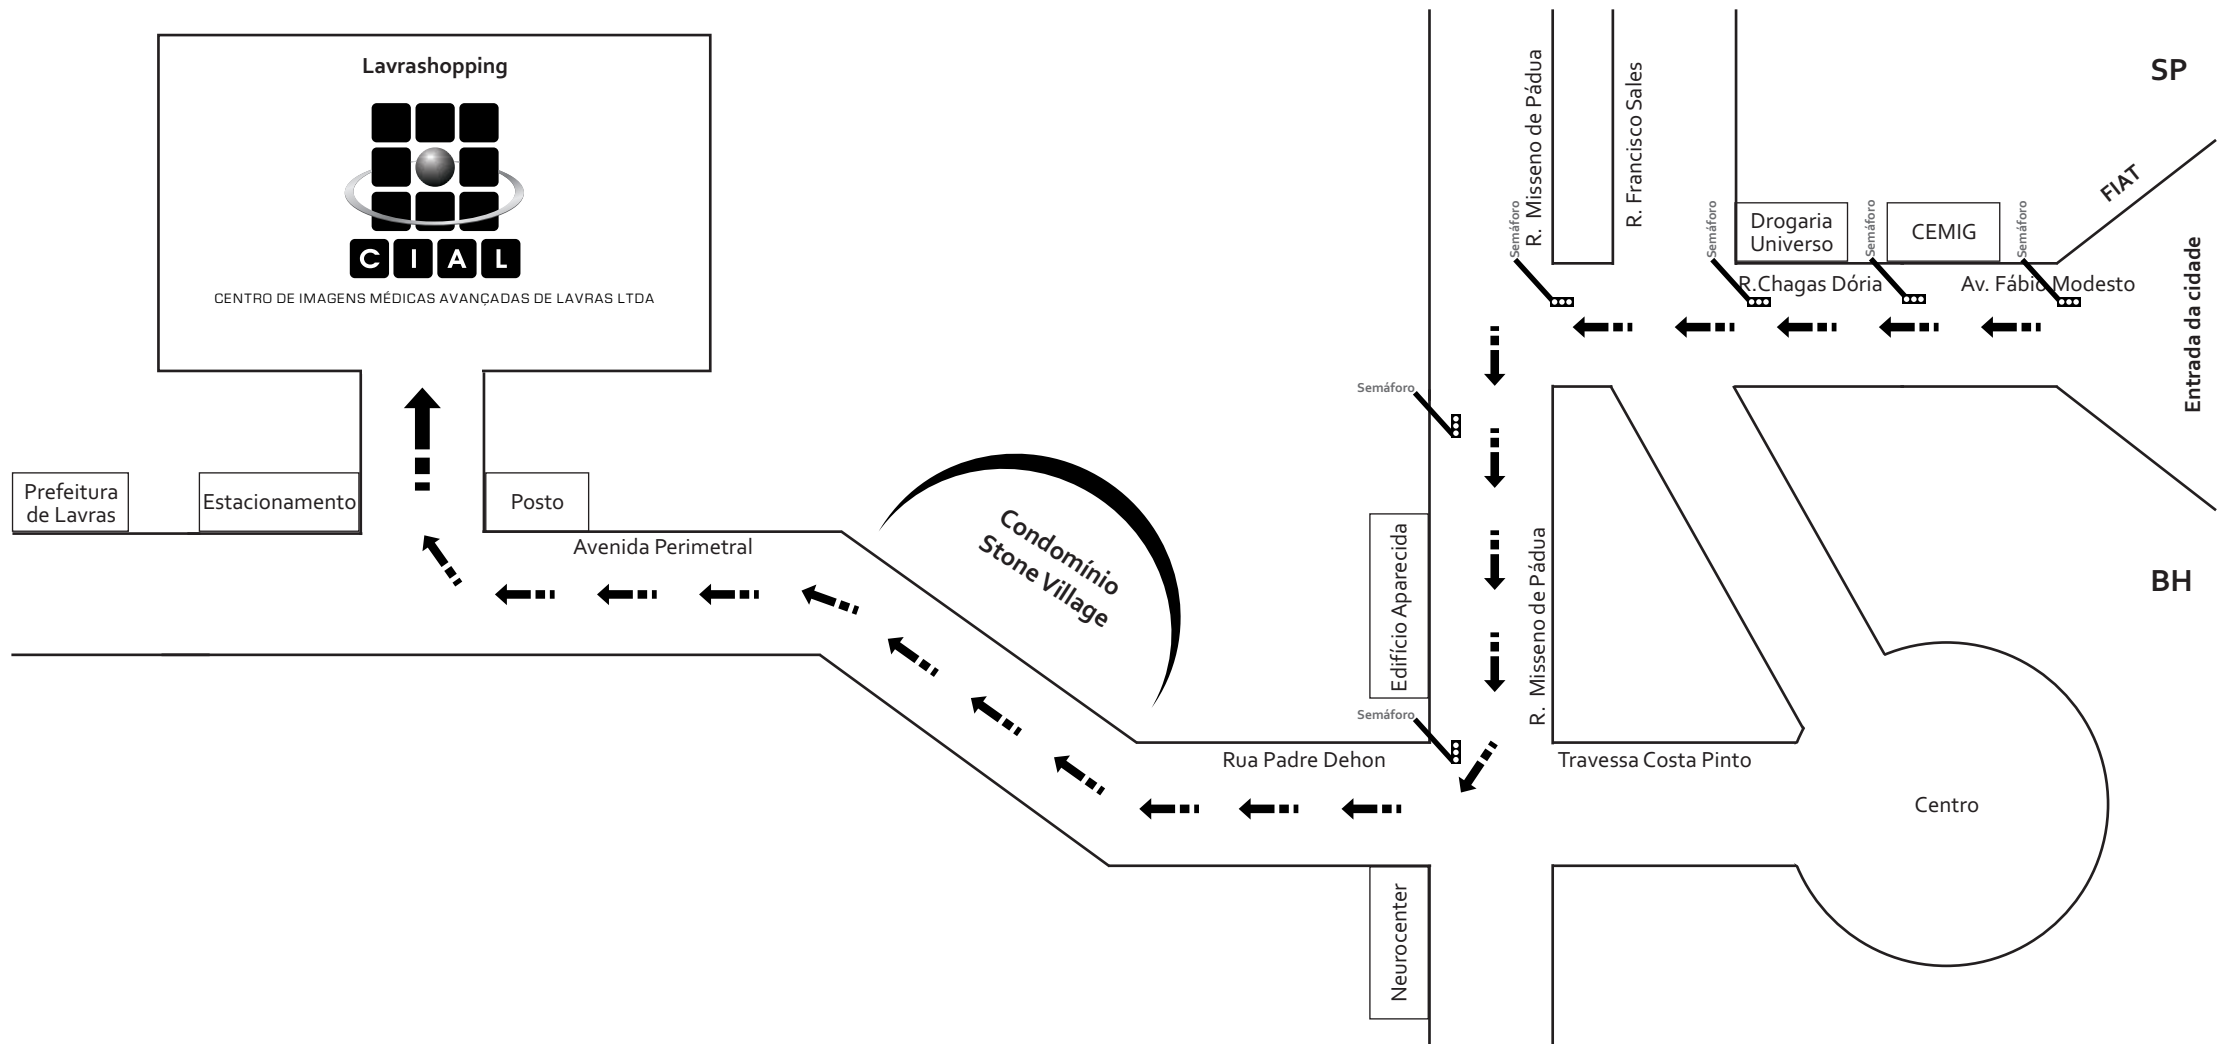 Lavrashopping
C I A L
CENTRO DE IMAGENS MÉDICAS AVANÇADAS DE LAVRAS LTDA
Prefeitura
de Lavras
Estacionamento
Posto
Avenida Perimetral
Condomínio
Stone Village
Rua Padre Dehon
Semáforo
Semáforo
Edifício Aparecida
Neurocenter
R. Misseno de Pádua
Travessa Costa Pinto
Centro
Semáforo
R. Misseno de Pádua
R. Francisco Sales
Semáforo
Drogaria
Universo
Semáforo
CEMIG
Semáforo
R.Chagas Dória
Av. Fábio Modesto
FIAT
SP
Entrada da cidade
BH